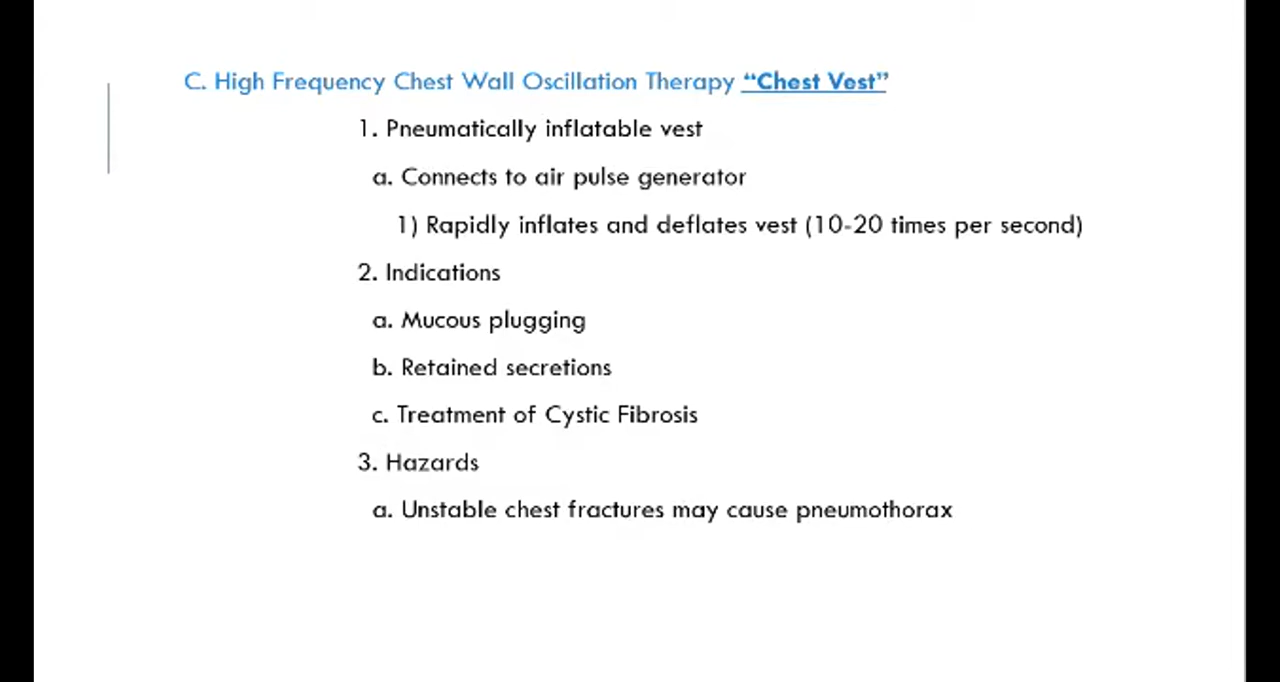 C. High Frequency Chest Wall Oscillation Therapy “Chest Vest”
1. Pneumatically inflatable vest
a. Connects to air pulse generator
1) Rapidly inflates and deflates vest (10-20 times per second)
2. Indications
a. Mucous plugging
b. Retained secretions
c. Treatment of Cystic Fibrosis
3. Hazards
a. Unstable chest fractures may cause pneumothorax